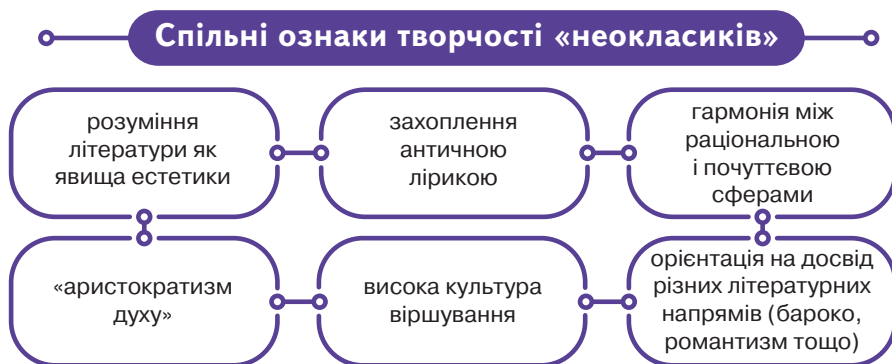 Спільні ознаки творчості «неокласиків»
розуміння
літератури як
явища естетики
захоплення
античною
лірикою
гармонія між
раціональною
і почуттєвою
сферами
«аристократизм
духу»
висока культура
віршування
орієнтація на досвід
різних літературних
напрямів (бароко,
романтизм тощо)